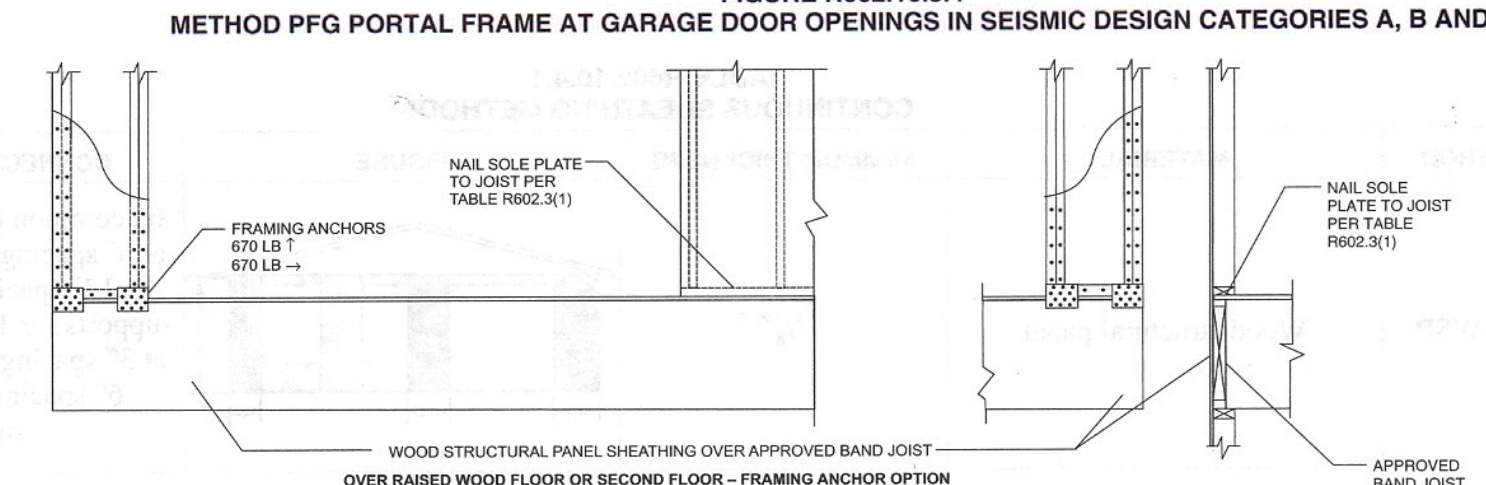 METHOD PFG PORTAL FRAME AT GARAGE DOOR OPENINGS IN SEISMIC DESIGN CATEGORIES A, B AND
NAIL SOLE PLATE
TO JOIST PER
TABLE R602.3(1)
FRAMING ANCHORS
670 LB ↑
670 LB →
NAIL SOLE
PLATE TO JOIST
PER TABLE
R602.3(1)
WOOD STRUCTURAL PANEL SHEATHING OVER APPROVED BAND JOIST
APPROVED
BAND JOIST
OVER RAISED WOOD FLOOR OR SECOND FLOOR – FRAMING ANCHOR OPTION